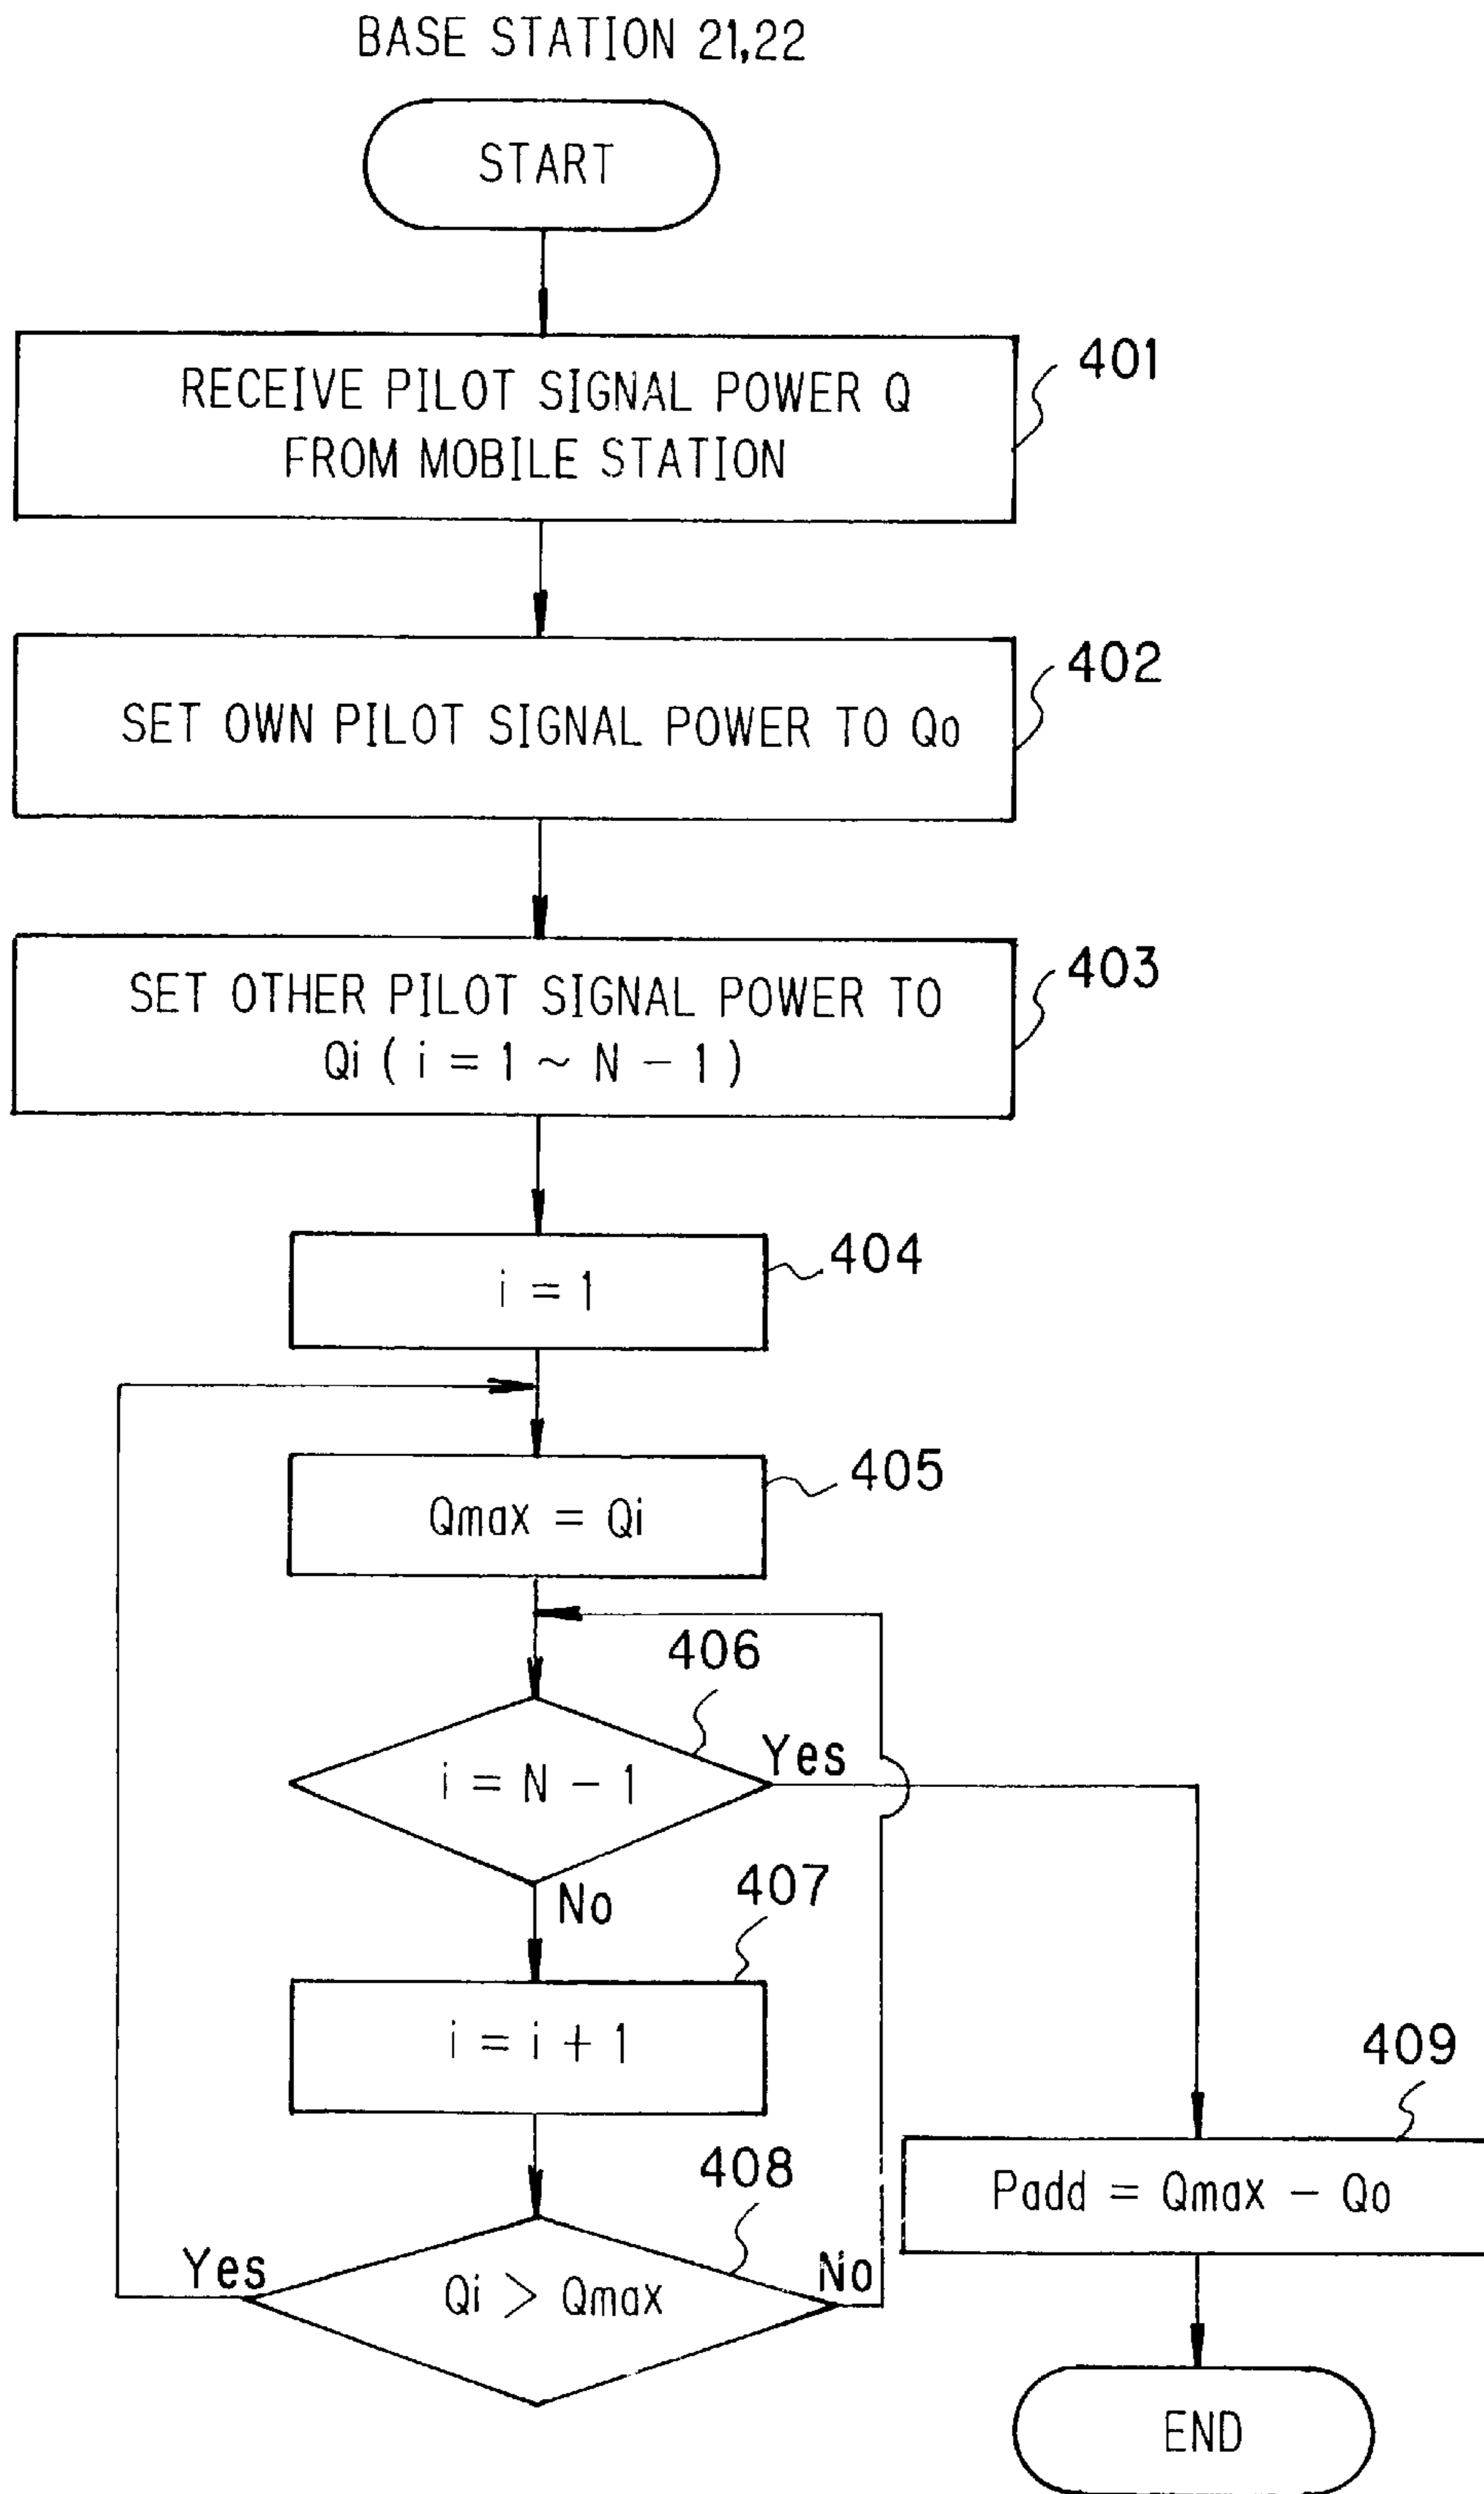 BASE STATION 21,22
START
RECEIVE PILOT SIGNAL POWER Q
FROM MOBILE STATION
401
SET OWN PILOT SIGNAL POWER TO Qo
402
SET OTHER PILOT SIGNAL POWER TO
Qi ( i = 1 ~ N - 1 )
403
i = 1
404
Qmax = Qi
405
406
i = N - 1
Yes
No
407
i = i + 1
408
Qi > Qmax
Yes
No
409
Padd = Qmax - Qo
END